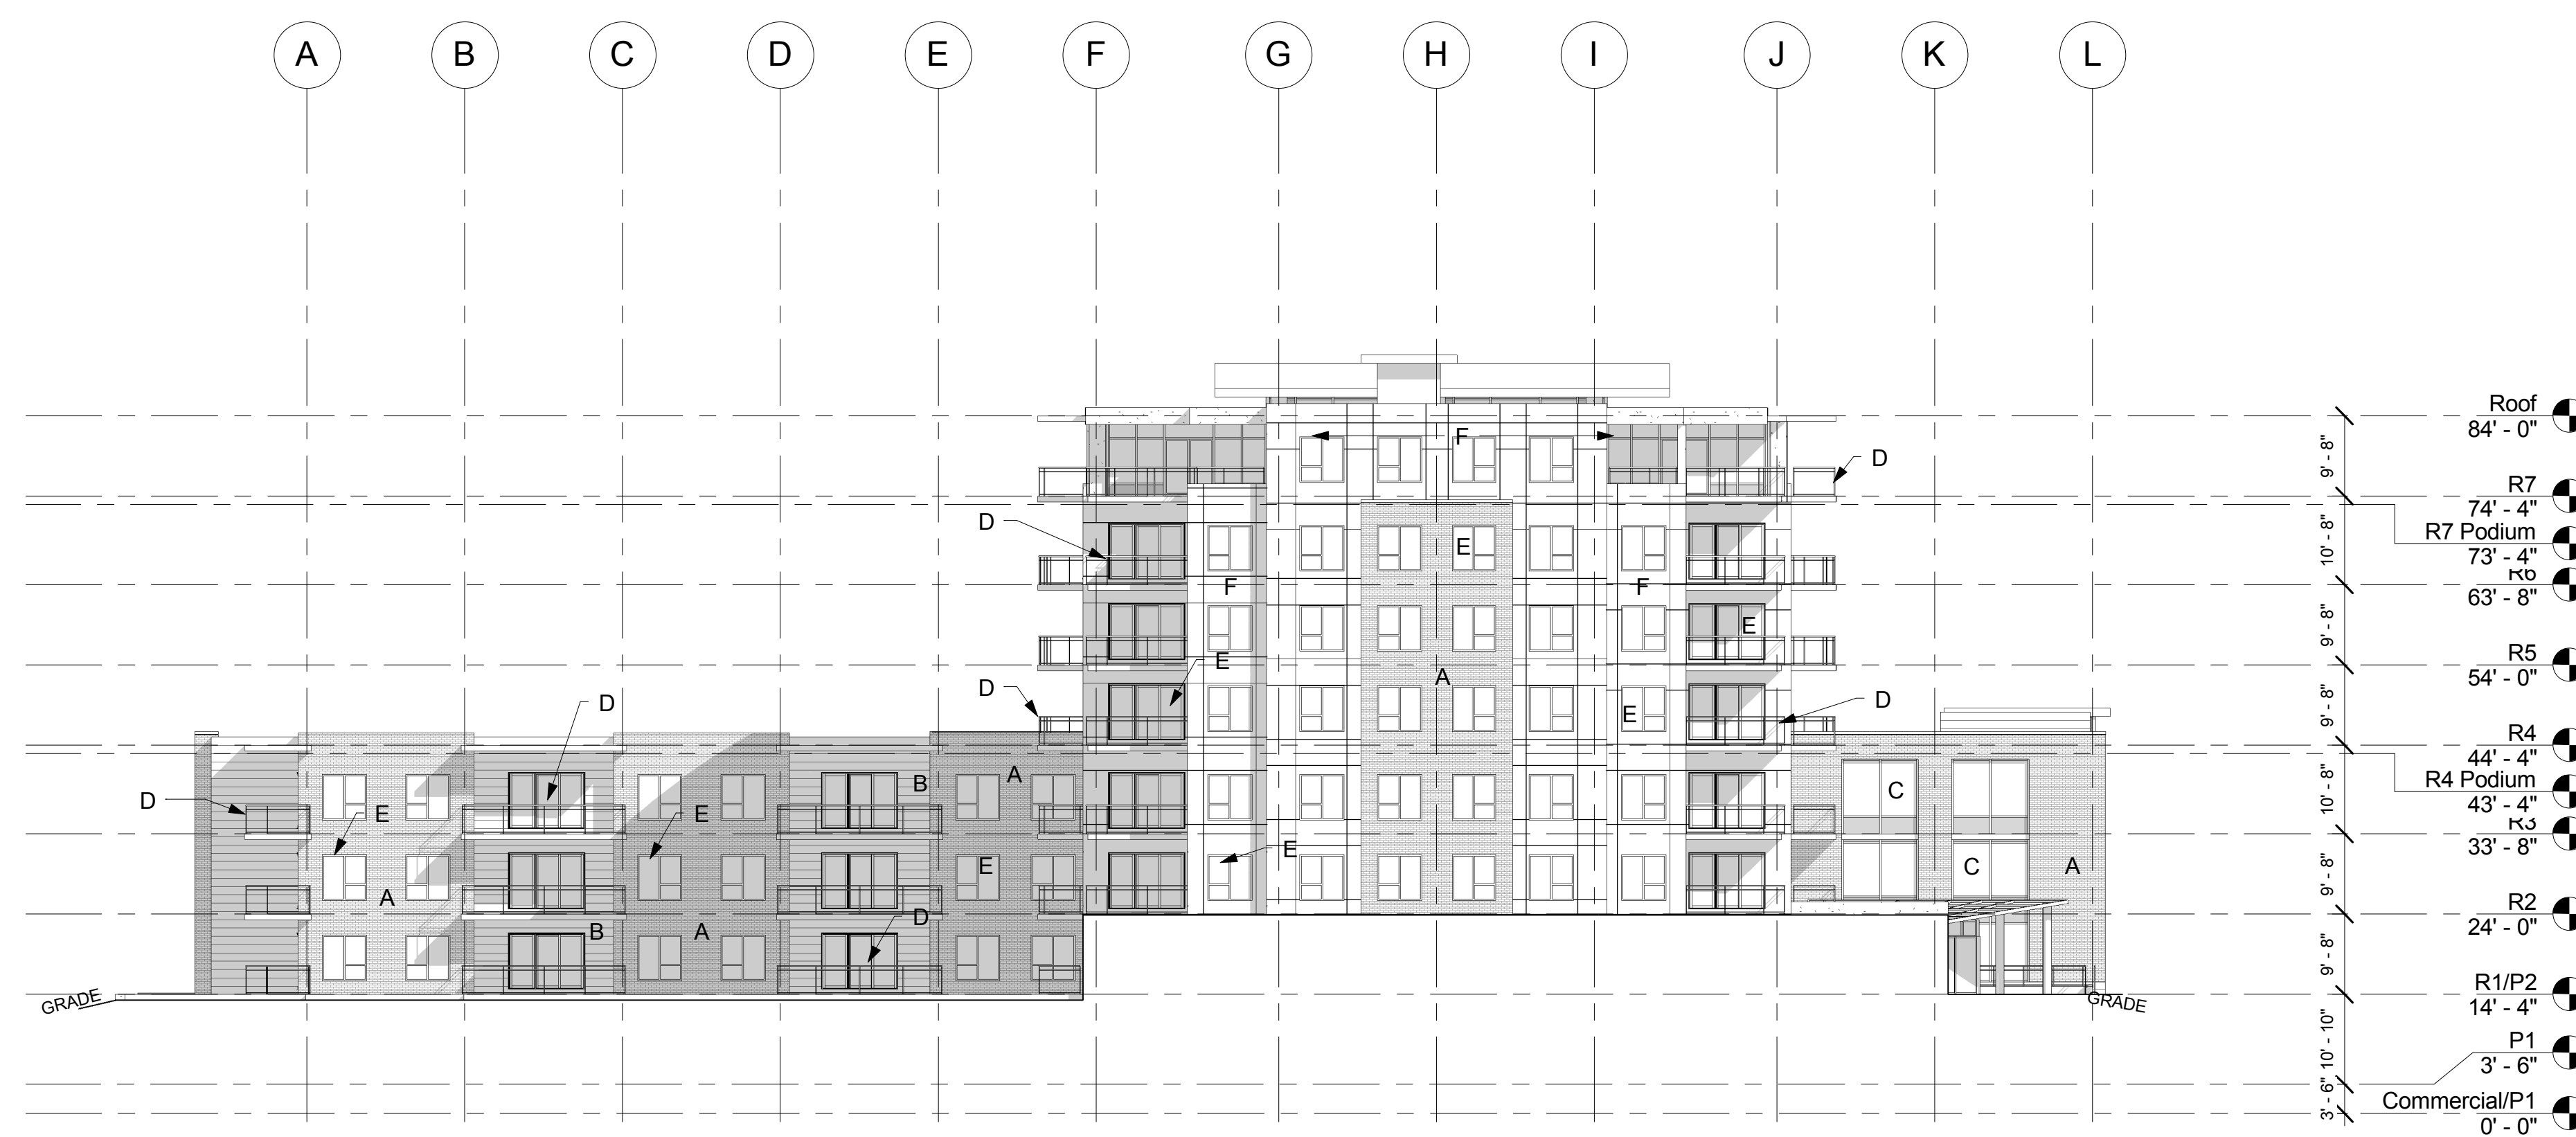 A B C D E F G H I J K L
Roof
84' - 0"
9' - 8"
F
D
R7
74' - 4"
D
10' - 8"
R7 Podium
E
73' - 4"
R6
F F
63' - 8"
E
9' - 8"
E
R5
A
54' - 0"
D
D
D
9' - 8"
E
R4
44' - 4"
A
B
R4 Podium
C
D
E
E
10' - 8"
43' - 4"
R3
33' - 8"
E
E
C
A
9' - 8"
A
R2
24' - 0"
D
B
A
9' - 8"
R1/P2
GRADE
GRADE
14' - 4"
10' - 10"
P1
3' - 6"
3' - 6"
Commercial/P1
0' - 0"